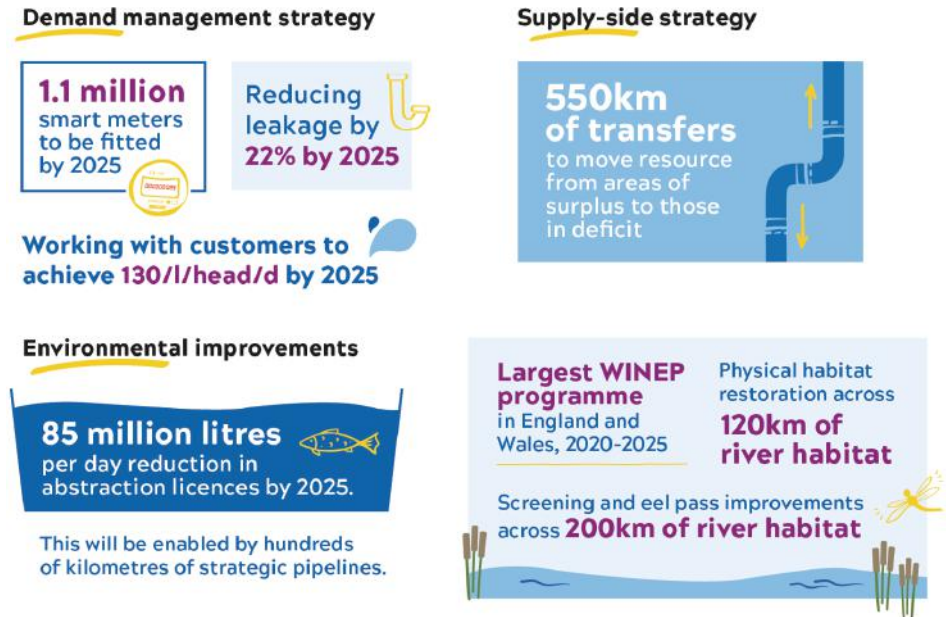 Demand management strategy
1.1 million
smart meters
to be fitted
by 2025
Reducing
leakage by
22% by 2025
Working with customers to
achieve 130/l/head/d by 2025
Supply-side strategy
550km
of transfers
to move resource
from areas of
surplus to those
in deficit
Environmental improvements
85 million litres
per day reduction in
abstraction licences by 2025.
This will be enabled by hundreds
of kilometres of strategic pipelines.
Largest WINEP
programme
in England and
Wales, 2020-2025
Physical habitat
restoration across
120km of
river habitat
Screening and eel pass improvements
across 200km of river habitat